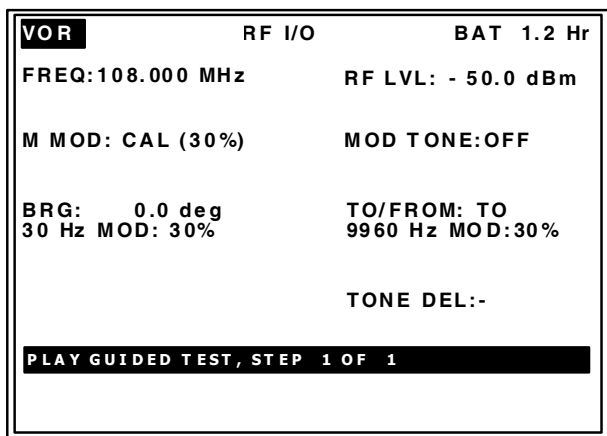 VOR RF I/O BAT 1.2 Hr
FREQ:108.000 MHz RF LVL: - 50.0 dBm
M MOD: CAL (30%) MOD TONE:OFF
BRG: 0.0 deg TO/FROM: TO
30 Hz MOD: 30% 9960 Hz MOD:30%
TONE DEL:-
PLAY GUIDED TEST, STEP 1 OF 1